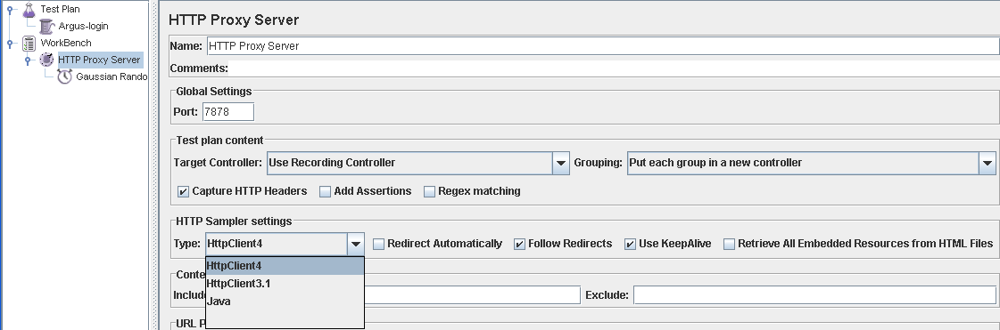 Test Plan
Argus-login
WorkBench
HTTP Proxy Server
Gaussian Rando
HTTP Proxy Server
Name: HTTP Proxy Server
Comments:
Global Settings
Port: 7878
Test plan content
Target Controller: Use Recording Controller Grouping: Put each group in a new controller
Capture HTTP Headers Add Assertions Regex matching
HTTP Sampler settings
Type: HttpClient4 Redirect Automatically Follow Redirects Use KeepAlive Retrieve All Embedded Resources from HTML Files
HttpClient4
HttpClient3.1
Java
Conte
Include Exclude:
URL P